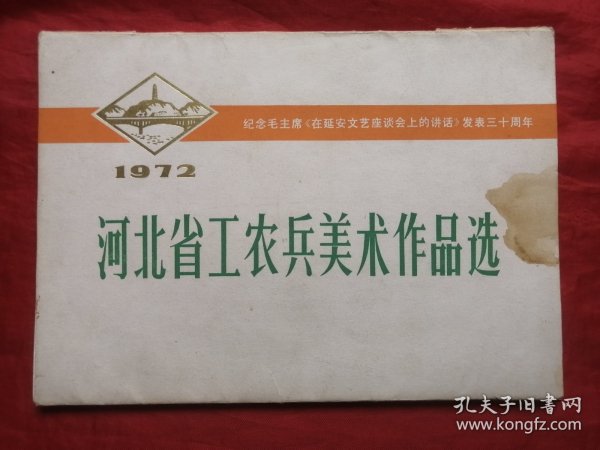 纪念毛主席《在延安文艺座谈会上的讲话》发表三十周年
1972
河北省工农兵美术作品选
孔夫子旧书网
www.kongfz.com